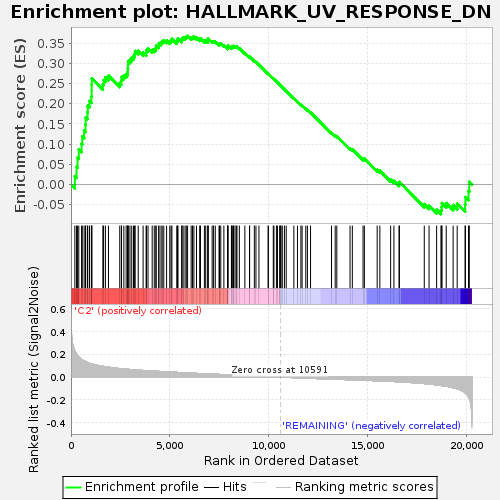 Enrichment plot: HALLMARK_UV_RESPONSE_DN
Enrichment score (ES)
0.35
0.30
0.25
0.20
0.15
0.10
0.05
0.00
-0.05
'C2' (positively correlated)
Ranked list metric (Signal2Noise)
0.6
0.4
0.2
0.0
-0.2
-0.4
Zero cross at 10591
'REMAINING' (negatively correlated)
0
5,000
10,000
15,000
20,000
Rank in Ordered Dataset
Enrichment profile
Hits
Ranking metric scores